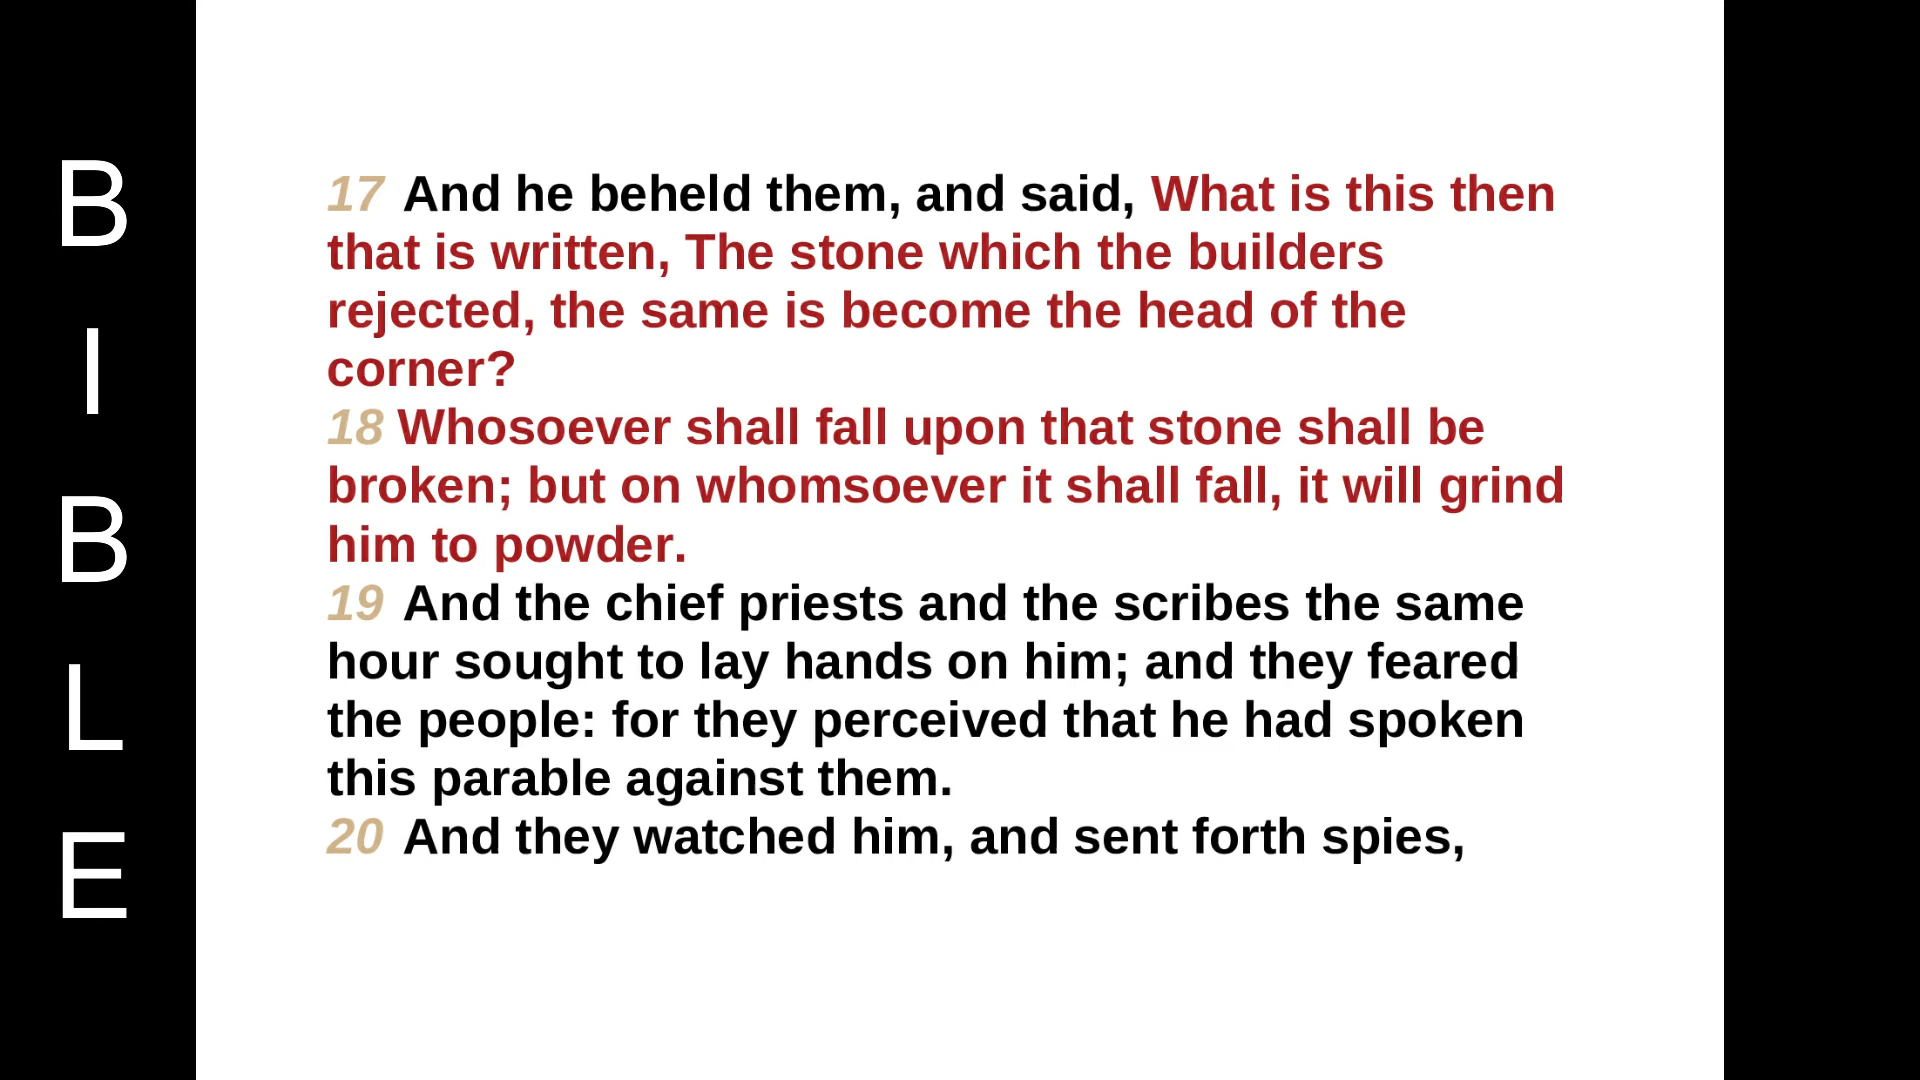 BIBLE
17 And he beheld them, and said, What is this then
that is written, The stone which the builders
rejected, the same is become the head of the
corner?
18 Whosoever shall fall upon that stone shall be
broken; but on whomsoever it shall fall, it will grind
him to powder.
19 And the chief priests and the scribes the same
hour sought to lay hands on him; and they feared
the people: for they perceived that he had spoken
this parable against them.
20 And they watched him, and sent forth spies,